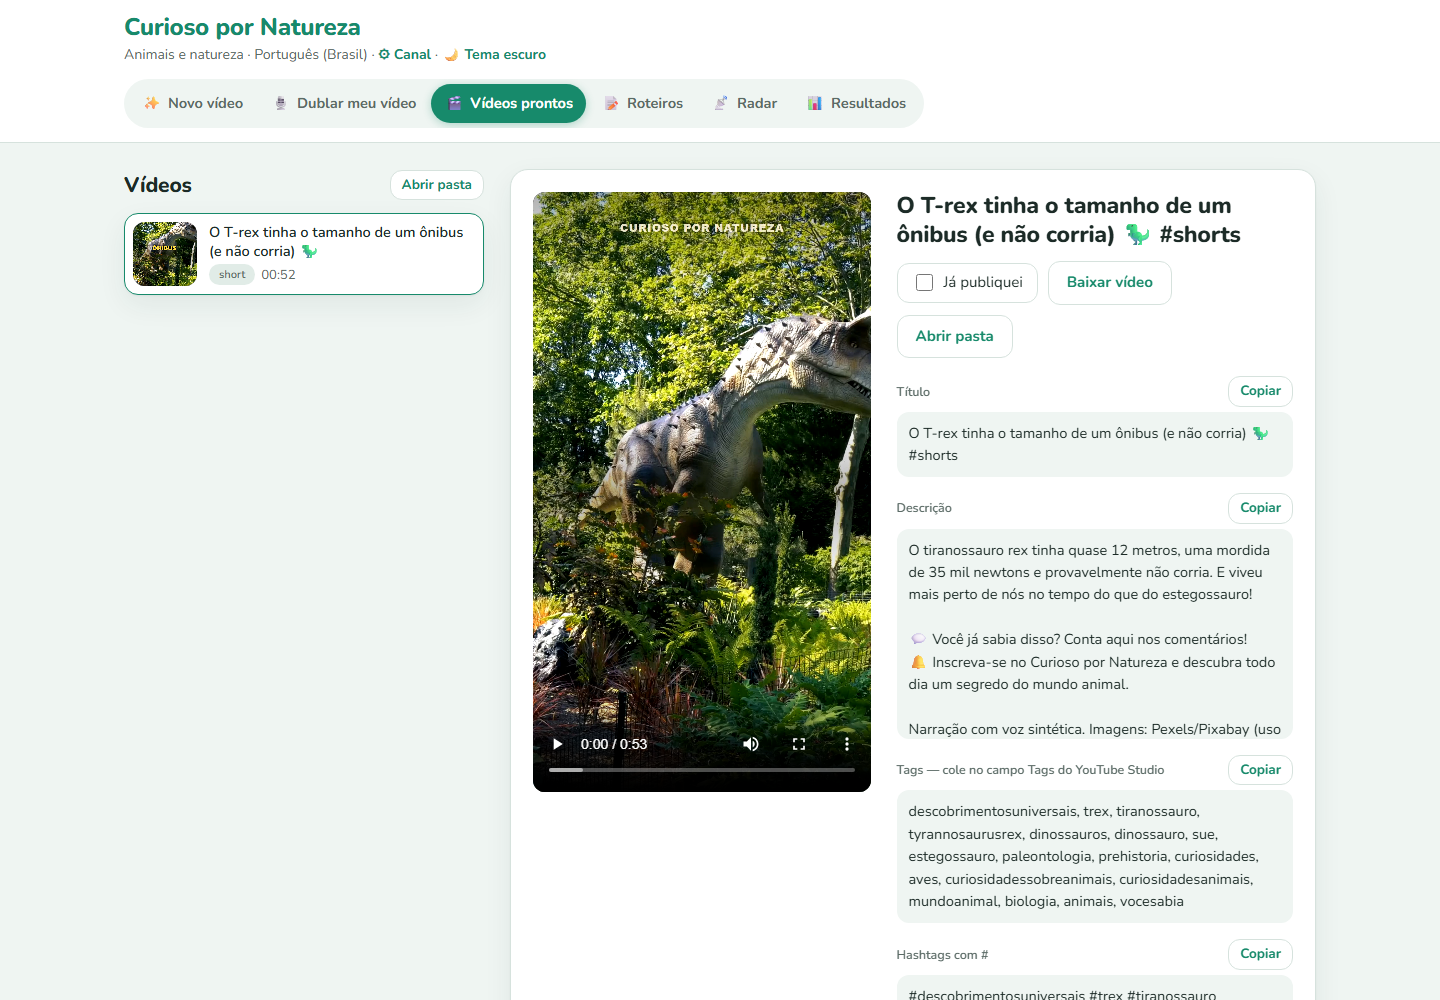 Curioso por Natureza
Animais e natureza · Português (Brasil) · ⚙ Canal · 🌙 Tema escuro
✨ Novo vídeo
🎙 Dublar meu vídeo
🎬 Vídeos prontos
📝 Roteiros
📡 Radar
📊 Resultados
Vídeos
Abrir pasta
O T-rex tinha o tamanho de um ônibus
(e não corria) 🦖
short 00:52
CURIOSO POR NATUREZA
0:00 / 0:53
O T-rex tinha o tamanho de um
ônibus (e não corria) 🦖 #shorts
Já publiquei
Baixar vídeo
Abrir pasta
Título
Copiar
O T-rex tinha o tamanho de um ônibus (e não corria) 🦖
#shorts
Descrição
Copiar
O tiranossauro rex tinha quase 12 metros, uma mordida
de 35 mil newtons e provavelmente não corria. E viveu
mais perto de nós no tempo do que do estegossauro!
💬 Você já sabia disso? Conta aqui nos comentários!
🔔 Inscreva-se no Curioso por Natureza e descubra todo
dia um segredo do mundo animal.
Narração com voz sintética. Imagens: Pexels/Pixabay (uso
Tags — cole no campo Tags do YouTube Studio
Copiar
descobrimentosuniversais, trex, tiranossauro,
tyrannosaurusrex, dinossauros, dinossauro, sue,
estegossauro, paleontologia, prehistoria, curiosidades,
aves, curiosidadessobreanimais, curiosidadesanimais,
mundoanimal, biologia, animais, vocesabia
Hashtags com #
Copiar
#descobrimentosuniversais #trex #tiranossauro